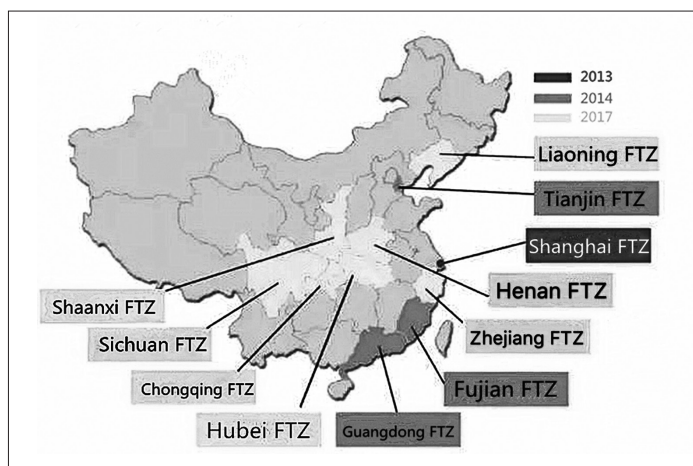 2013
2014
2017
Liaoning FTZ
Tianjin FTZ
Shanghai FTZ
Henan FTZ
Shaanxi FTZ
Zhejiang FTZ
Sichuan FTZ
Chongqing FTZ
Fujian FTZ
Hubei FTZ
Guangdong FTZ